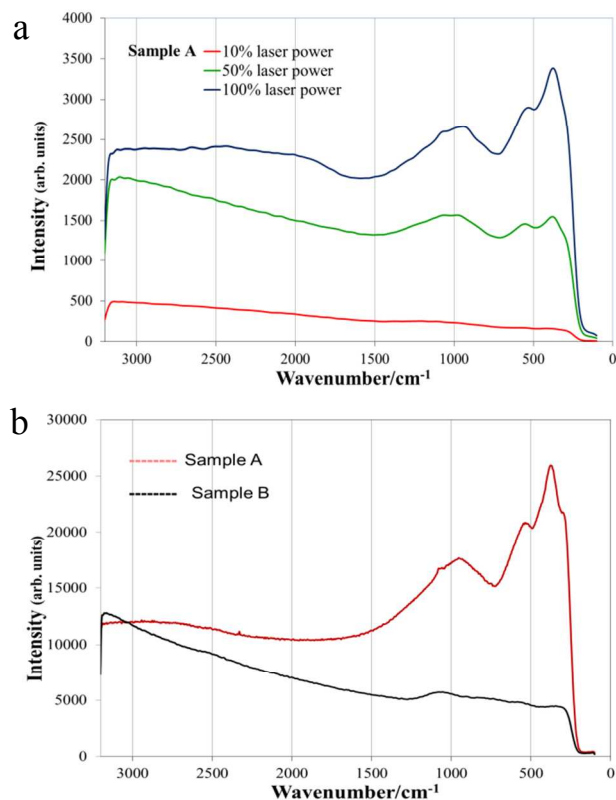 a
Sample A
10% laser power
50% laser power
100% laser power
4000
3500
3000
2500
2000
1500
1000
500
0
Intensity (arb. units)
3000 2500 2000 1500 1000 500 0
Wavenumber/cm-1
b
Sample A
Sample B
30000
25000
20000
15000
10000
5000
0
Intensity (arb. units)
3000 2500 2000 1500 1000 500 0
Wavenumber/cm-1